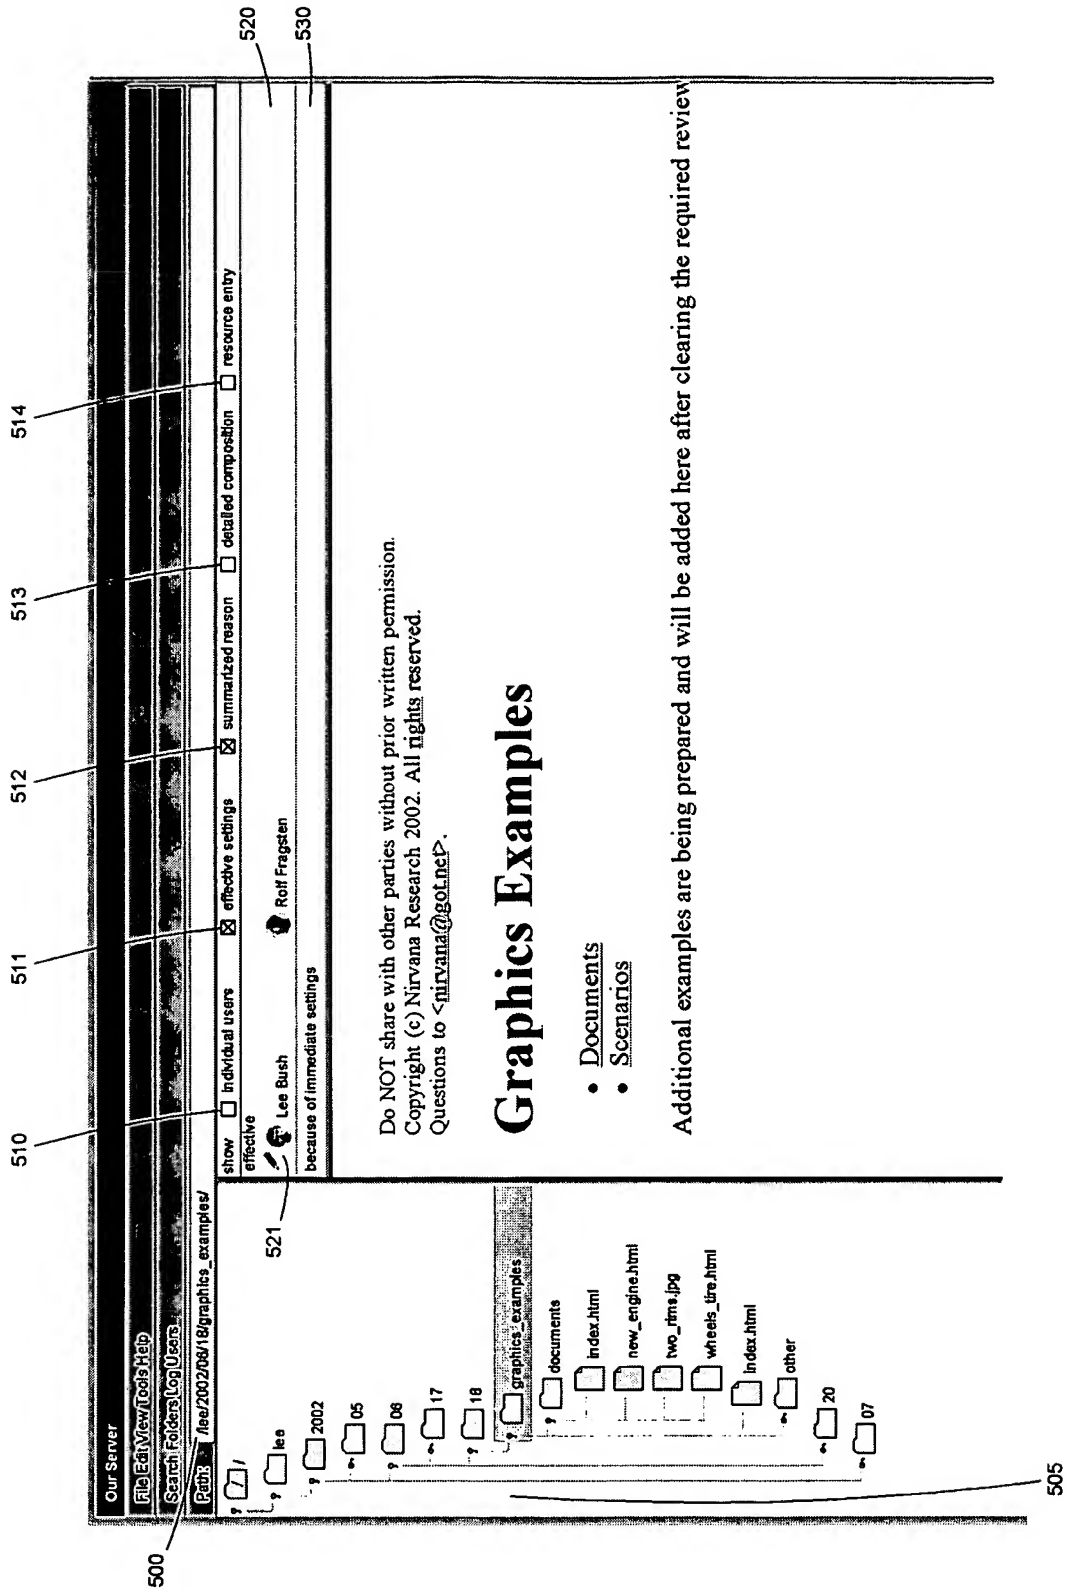 514
513
512
511
510
500
Our Server
File Edit View Tools Help
Search Folders Log Users
Path: /lee/2002/06/18/graphics_examples/
show individual users effective settings summarized reason detailed composition resource entry
effective
Lee Bush Rolf Fragsten
because of immediate settings
520
530
521
/
lee
2002
05
06
17
18
graphics_examples
documents
index.html
new_engine.html
two_rims.jpg
wheels_tire.html
index.html
other
20
07
505
Do NOT share with other parties without prior written permission.
Copyright (c) Nirvana Research 2002. All rights reserved.
Questions to <nirvana@got.net>.
Graphics Examples
• Documents
• Scenarios
Additional examples are being prepared and will be added here after clearing the required review